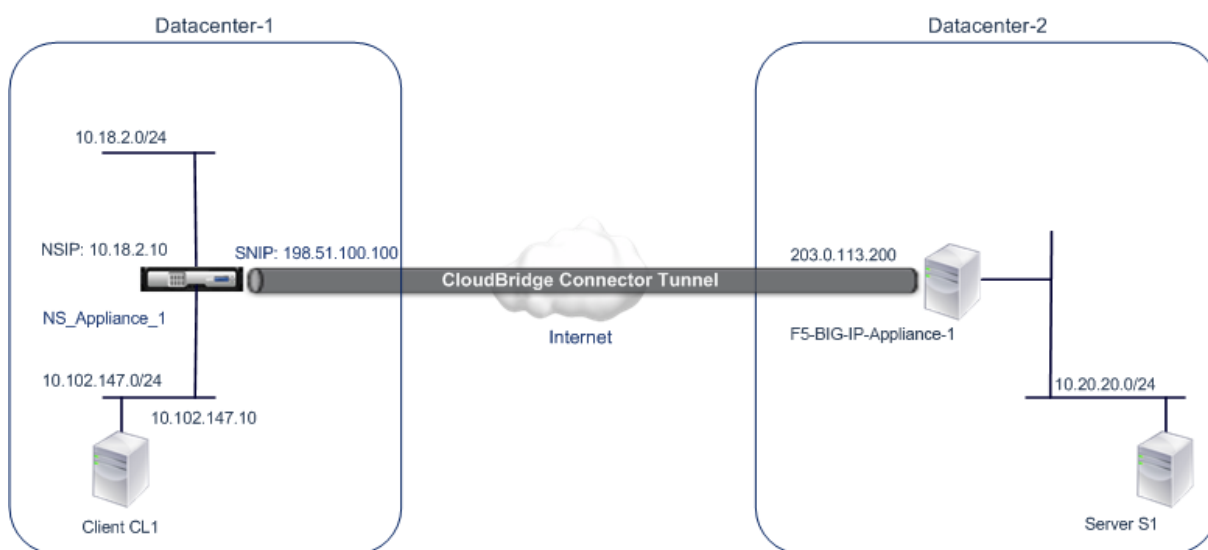 Datacenter-1
Datacenter-2
10.18.2.0/24
NSIP: 10.18.2.10
SNIP: 198.51.100.100
203.0.113.200
CloudBridge Connector Tunnel
NS_Appliance_1
Internet
F5-BIG-IP-Appliance-1
10.102.147.0/24
10.20.20.0/24
10.102.147.10
Client CL1
Server S1